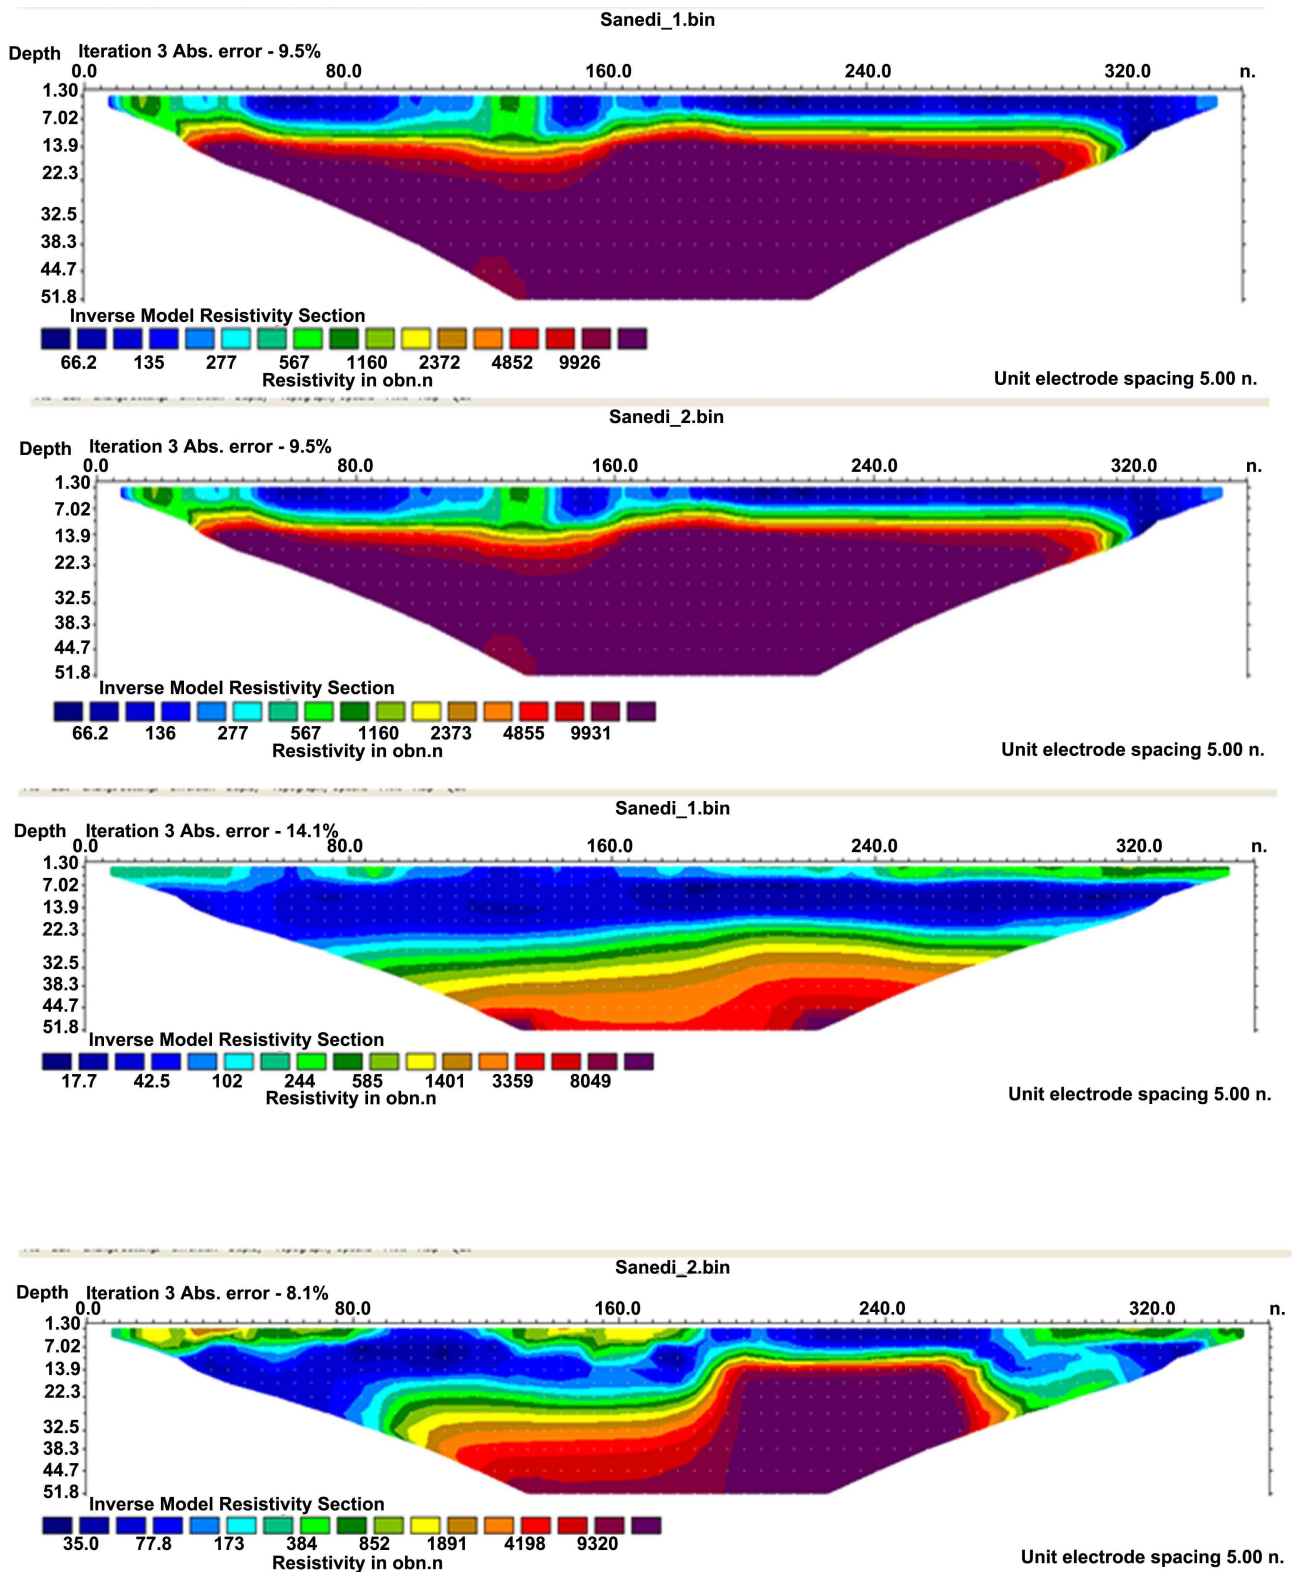 Sanedi_1.bin
Depth Iteration 3 Abs. error - 9.5%
0.0 80.0 160.0 240.0 320.0 n.
1.30
7.02
13.9
22.3
32.5
38.3
44.7
51.8
Inverse Model Resistivity Section
66.2 135 277 567 1160 2372 4852 9926
Resistivity in obn.n
Unit electrode spacing 5.00 n.
Sanedi_2.bin
Depth Iteration 3 Abs. error - 9.5%
0.0 80.0 160.0 240.0 320.0 n.
1.30
7.02
13.9
22.3
32.5
38.3
44.7
51.8
Inverse Model Resistivity Section
66.2 136 277 567 1160 2373 4855 9931
Resistivity in obn.n
Unit electrode spacing 5.00 n.
Sanedi_1.bin
Depth Iteration 3 Abs. error - 14.1%
0.0 80.0 160.0 240.0 320.0 n.
1.30
7.02
13.9
22.3
32.5
38.3
44.7
51.8
Inverse Model Resistivity Section
17.7 42.5 102 244 585 1401 3359 8049
Resistivity in obn.n
Unit electrode spacing 5.00 n.
Sanedi_2.bin
Depth Iteration 3 Abs. error - 8.1%
0.0 80.0 160.0 240.0 320.0 n.
1.30
7.02
13.9
22.3
32.5
38.3
44.7
51.8
Inverse Model Resistivity Section
35.0 77.8 173 384 852 1891 4198 9320
Resistivity in obn.n
Unit electrode spacing 5.00 n.